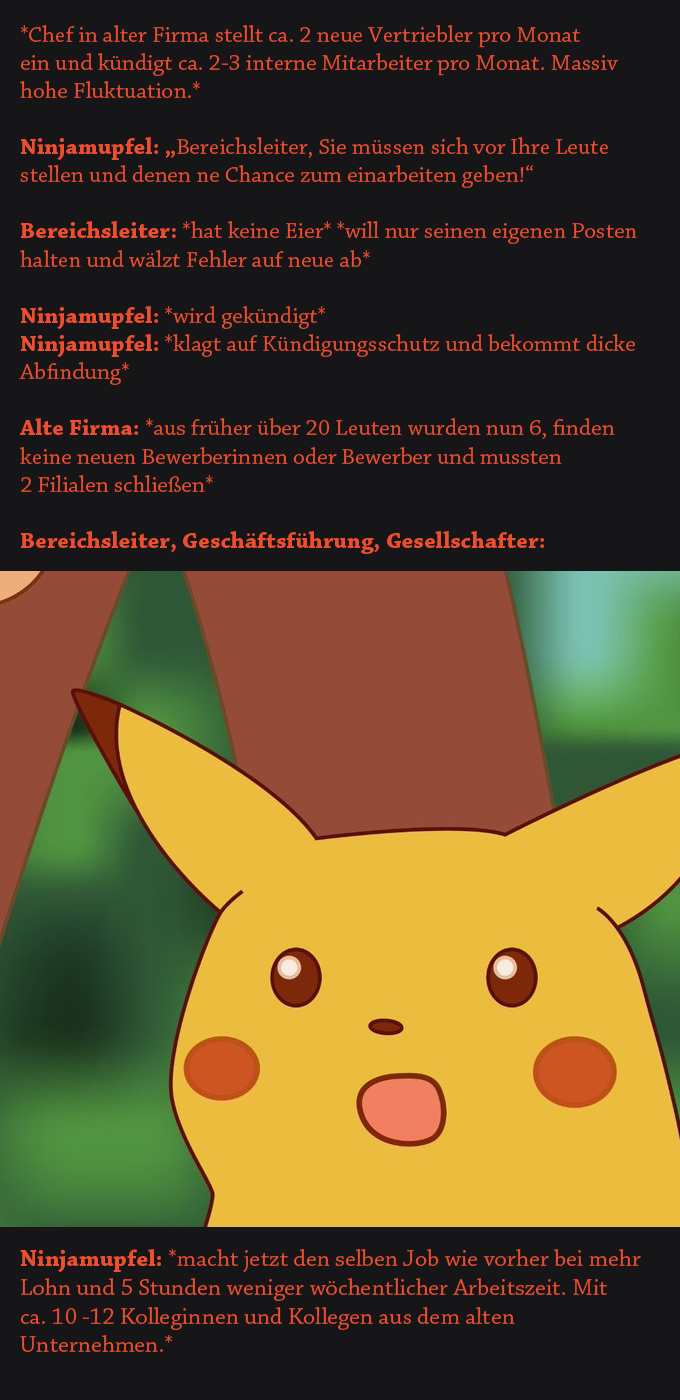 *Chef in alter Firma stellt ca. 2 neue Vertriebler pro Monat
ein und kündigt ca. 2-3 interne Mitarbeiter pro Monat. Massiv
hohe Fluktuation.*
Ninjamupfel: „Bereichsleiter, Sie müssen sich vor Ihre Leute
stellen und denen ne Chance zum einarbeiten geben!“
Bereichsleiter: *hat keine Eier* *will nur seinen eigenen Posten
halten und wälzt Fehler auf neue ab*
Ninjamupfel: *wird gekündigt*
Ninjamupfel: *klagt auf Kündigungsschutz und bekommt dicke
Abfindung*
Alte Firma: *aus früher über 20 Leuten wurden nun 6, finden
keine neuen Bewerberinnen oder Bewerber und mussten
2 Filialen schließen*
Bereichsleiter, Geschäftsführung, Gesellschafter:
Ninjamupfel: *macht jetzt den selben Job wie vorher bei mehr
Lohn und 5 Stunden weniger wöchentlicher Arbeitszeit. Mit
ca. 10 -12 Kolleginnen und Kollegen aus dem alten
Unternehmen.*